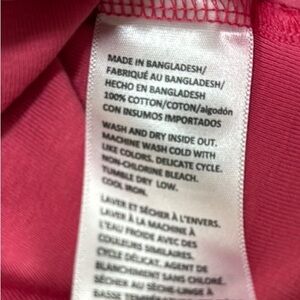 MADE IN BANGLADESH/
FABRIQUÉ AU BANGLADESH/
HECHO EN BANGLADESH
100% COTTON/COTON/algodón
CON INSUMOS IMPORTADOS
WASH AND DRY INSIDE OUT.
MACHINE WASH COLD WITH
LIKE COLORS. DELICATE CYCLE.
NON-CHLORINE BLEACH.
TUMBLE DRY LOW.
COOL IRON.
LAVER ET SÉCHER À L'ENVERS.
LAVER À LA MACHINE À
L'EAU FROIDE AVEC DES
COULEURS SIMILAIRES.
CYCLE DÉLICAT. AGENT DE
BLANCHIMENT SANS CHLORE.
SÉCHER AU SÈCHE-LINGE À
BASSE